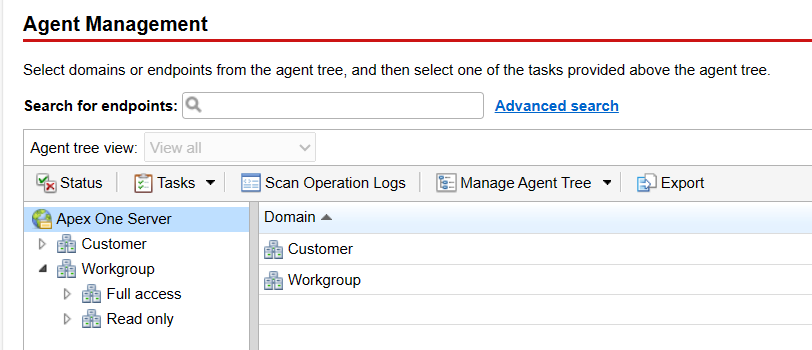 Agent Management
Select domains or endpoints from the agent tree, and then select one of the tasks provided above the agent tree.
Search for endpoints: Advanced search
Agent tree view: View all
Status Tasks Scan Operation Logs Manage Agent Tree Export
Apex One Server
Customer
Workgroup
Full access
Read only
Domain
Customer
Workgroup